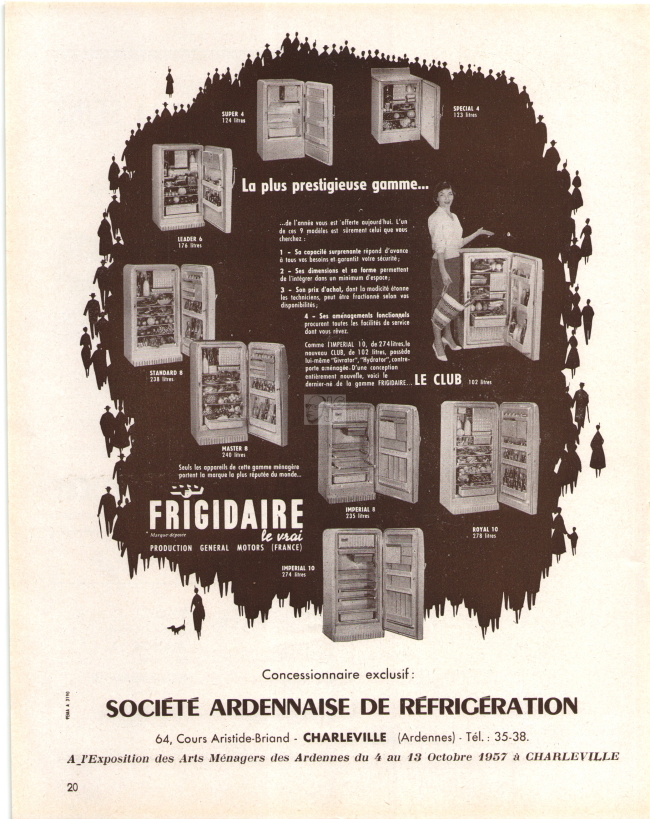 SUPER 4
124 litres
SPECIAL 4
123 litres
La plus prestigieuse gamme...
LEADER 6
176 litres
...de l'année vous est offerte aujourd'hui. L'un
de ces 9 modèles est sûrement celui que vous
cherchez :
1 - Sa capacité surprenante répond d'avance
à tous vos besoins et garantit votre sécurité;
2 - Ses dimensions et sa forme permettent
de l'intégrer dans un minimum d'espace;
3 - Son prix d'achat, dont la modicité étonne
les techniciens, peut être fractionné selon vos
disponibilités;
4 - Ses aménagements fonctionnels
procurent toutes les facilités de service
dont vous rêvez.
Comme l'IMPERIAL 10, de 274 litres, le
nouveau CLUB, de 102 litres, possède
lui-même "Givrator", "Hydrator", contre-
porte aménagée. D'une conception
entièrement nouvelle, voici le
dernier-né de la gamme FRIGIDAIRE...
LE CLUB 102 litres
STANDARD 8
238 litres
MASTER 8
240 litres
Seuls les appareils de cette gamme ménagère
portent la marque la plus réputée du monde...
FRIGIDAIRE
Marque déposée
le vrai
PRODUCTION GENERAL MOTORS (FRANCE)
IMPÉRIAL 8
235 litres
ROYAL 10
278 litres
IMPERIAL 10
274 litres
Concessionnaire exclusif :
SOCIÉTÉ ARDENNAISE DE RÉFRIGÉRATION
64, Cours Aristide-Briand - CHARLEVILLE (Ardennes) - Tél. : 35-38.
A l'Exposition des Arts Ménagers des Ardennes du 4 au 13 Octobre 1957 à CHARLEVILLE
20